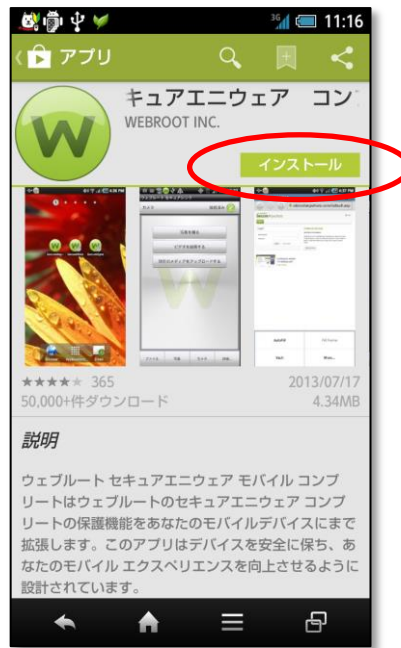 3G 11:16
アプリ
キュアエニウェア コン
WEBROOT INC.
インストール
★★★★★ 365
2013/07/17
50,000+件ダウンロード
4.34MB
説明
ウェブルート セキュアエニウェア モバイル コンプ
リートはウェブルートのセキュアエニウェア コンプ
リートの保護機能をあなたのモバイルデバイスにまで
拡張します。このアプリはデバイスを安全に保ち、あ
なたのモバイル エクスペリエンスを向上させるように
設計されています。